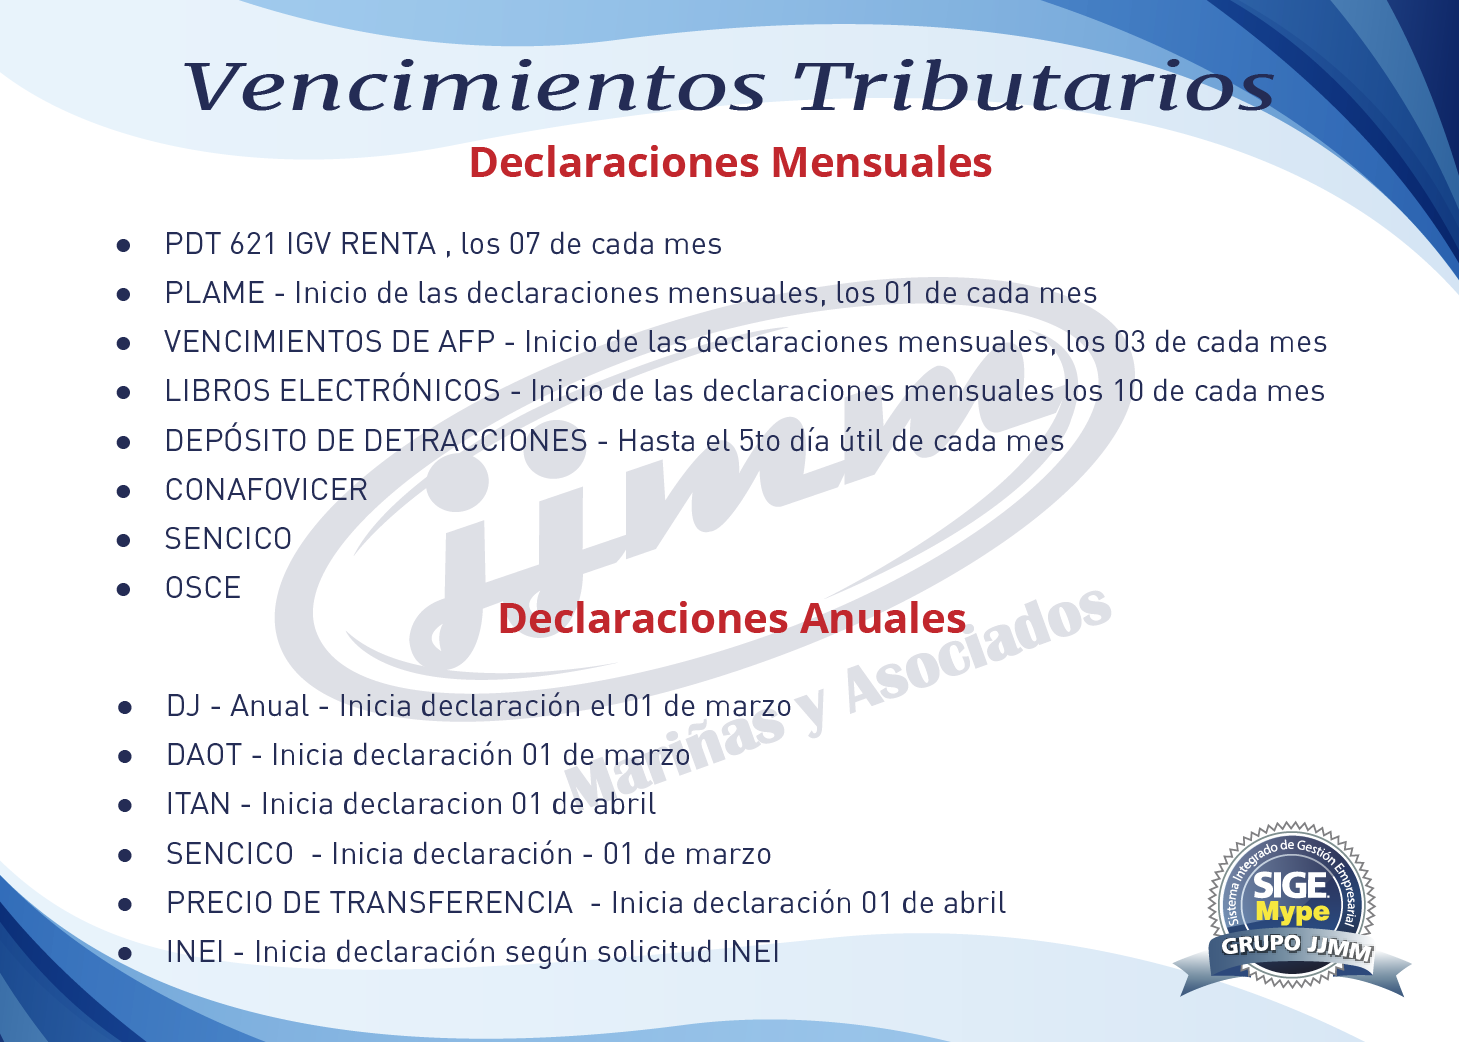 Vencimientos Tributarios
Declaraciones Mensuales
● PDT 621 IGV RENTA , los 07 de cada mes
● PLAME - Inicio de las declaraciones mensuales, los 01 de cada mes
● VENCIMIENTOS DE AFP - Inicio de las declaraciones mensuales, los 03 de cada mes
● LIBROS ELECTRÓNICOS - Inicio de las declaraciones mensuales los 10 de cada mes
● DEPÓSITO DE DETRACCIONES - Hasta el 5to día útil de cada mes
● CONAFOVICER
● SENCICO
● OSCE
jjmm
Mariñas y Asociados
Declaraciones Anuales
● DJ - Anual - Inicia declaración el 01 de marzo
● DAOT - Inicia declaración 01 de marzo
● ITAN - Inicia declaracion 01 de abril
● SENCICO - Inicia declaración - 01 de marzo
● PRECIO DE TRANSFERENCIA - Inicia declaración 01 de abril
● INEI - Inicia declaración según solicitud INEI
Sistema Integrado de Gestión Empresarial
SIGE
Mype
GRUPO JJMM